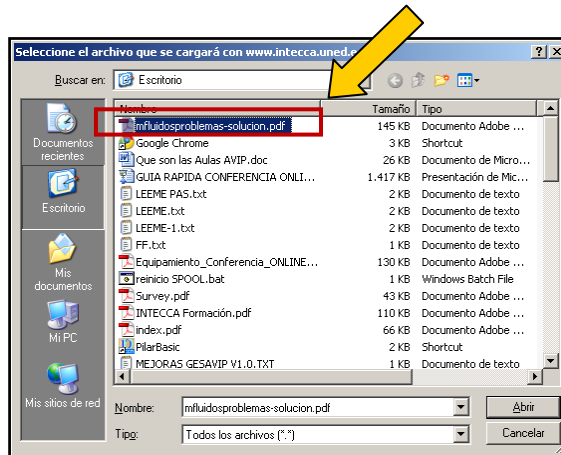 Seleccione el archivo que se cargará con www.intecca.uned.e
Buscar en: Escritorio
Nombre Tamaño Tipo
mfluidosproblemas-solucion.pdf 145 KB Documento Adobe ...
Google Chrome 3 KB Shortcut
Que son las Aulas AVIP.doc 26 KB Documento de Micro...
GUIA RAPIDA CONFERENCIA ONLI... 1.417 KB Presentación de Mic...
LEEME PAS.txt 2 KB Documento de texto
LEEME.txt 2 KB Documento de texto
LEEME-1.txt 2 KB Documento de texto
FF.txt 1 KB Documento de texto
Equipamiento_Conferencia_ONLINE... 130 KB Documento Adobe ...
reinicio SPOOL.bat 1 KB Windows Batch File
Survey.pdf 43 KB Documento Adobe ...
INTECCA Formación.pdf 110 KB Documento Adobe ...
index.pdf 66 KB Documento Adobe ...
PilarBasic 2 KB Shortcut
MEJORAS GESAVIP V1.0.TXT 1 KB Documento de texto
Documentos
recientes
Escritorio
Mis
documentos
Mi PC
Mis sitios de red
Nombre: mfluidosproblemas-solucion.pdf Abrir
Tipo: Todos los archivos (*.*) Cancelar